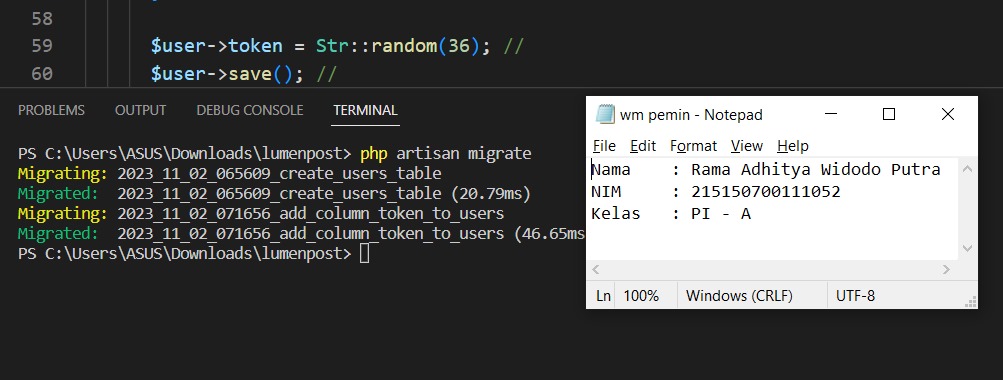 58
59 $user->token = Str::random(36); //
60 $user->save(); //
PROBLEMS OUTPUT DEBUG CONSOLE TERMINAL
PS C:\Users\ASUS\Downloads\lumenpost> php artisan migrate
Migrating: 2023_11_02_065609_create_users_table
Migrated:  2023_11_02_065609_create_users_table (20.79ms)
Migrating: 2023_11_02_071656_add_column_token_to_users
Migrated:  2023_11_02_071656_add_column_token_to_users (46.65ms
PS C:\Users\ASUS\Downloads\lumenpost>
wm pemin - Notepad
File Edit Format View Help
Nama : Rama Adhitya Widodo Putra
NIM : 215150700111052
Kelas : PI - A
Ln 100% Windows (CRLF) UTF-8